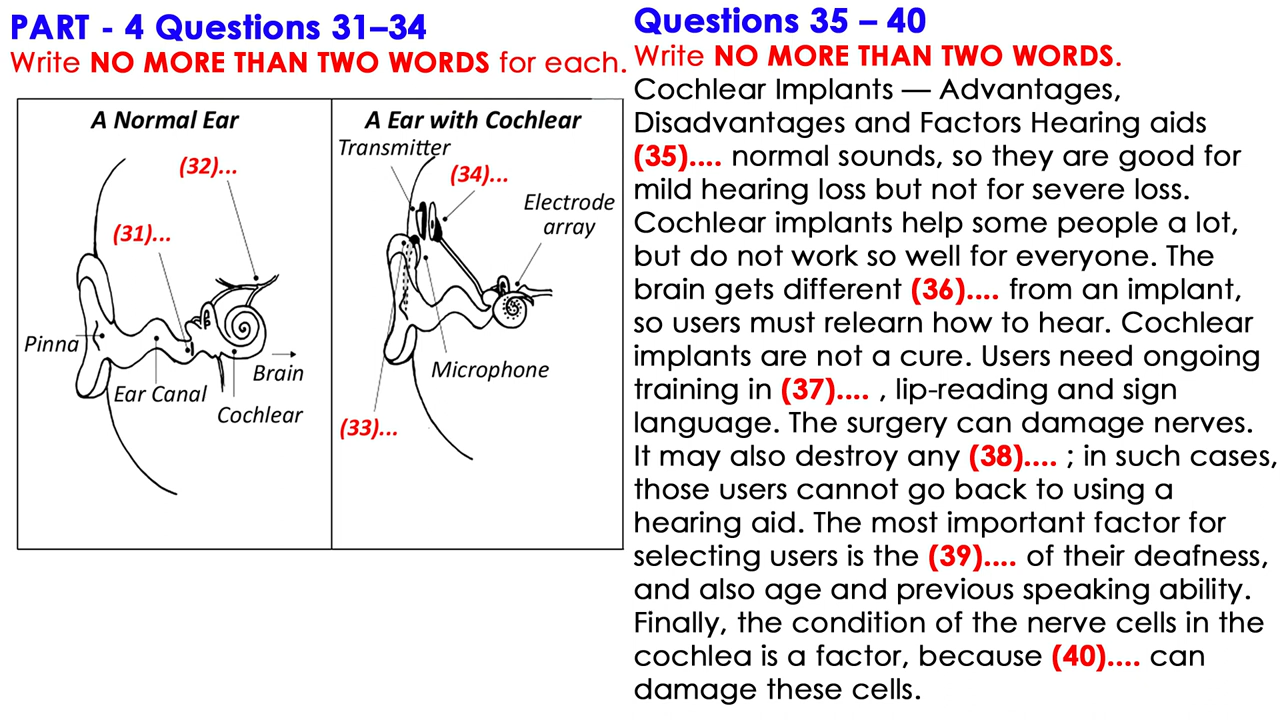 PART - 4 Questions 31–34
Write NO MORE THAN TWO WORDS for each.
A Normal Ear
(32)...
(31)...
Pinna
Ear Canal
Brain
Cochlear
A Ear with Cochlear
Transmitter
(34)...
Electrode
array
Microphone
(33)...
Questions 35 – 40
Write NO MORE THAN TWO WORDS.
Cochlear Implants — Advantages,
Disadvantages and Factors Hearing aids
(35).... normal sounds, so they are good for
mild hearing loss but not for severe loss.
Cochlear implants help some people a lot,
but do not work so well for everyone. The
brain gets different (36).... from an implant,
so users must relearn how to hear. Cochlear
implants are not a cure. Users need ongoing
training in (37).... , lip-reading and sign
language. The surgery can damage nerves.
It may also destroy any (38).... ; in such cases,
those users cannot go back to using a
hearing aid. The most important factor for
selecting users is the (39).... of their deafness,
and also age and previous speaking ability.
Finally, the condition of the nerve cells in the
cochlea is a factor, because (40).... can
damage these cells.